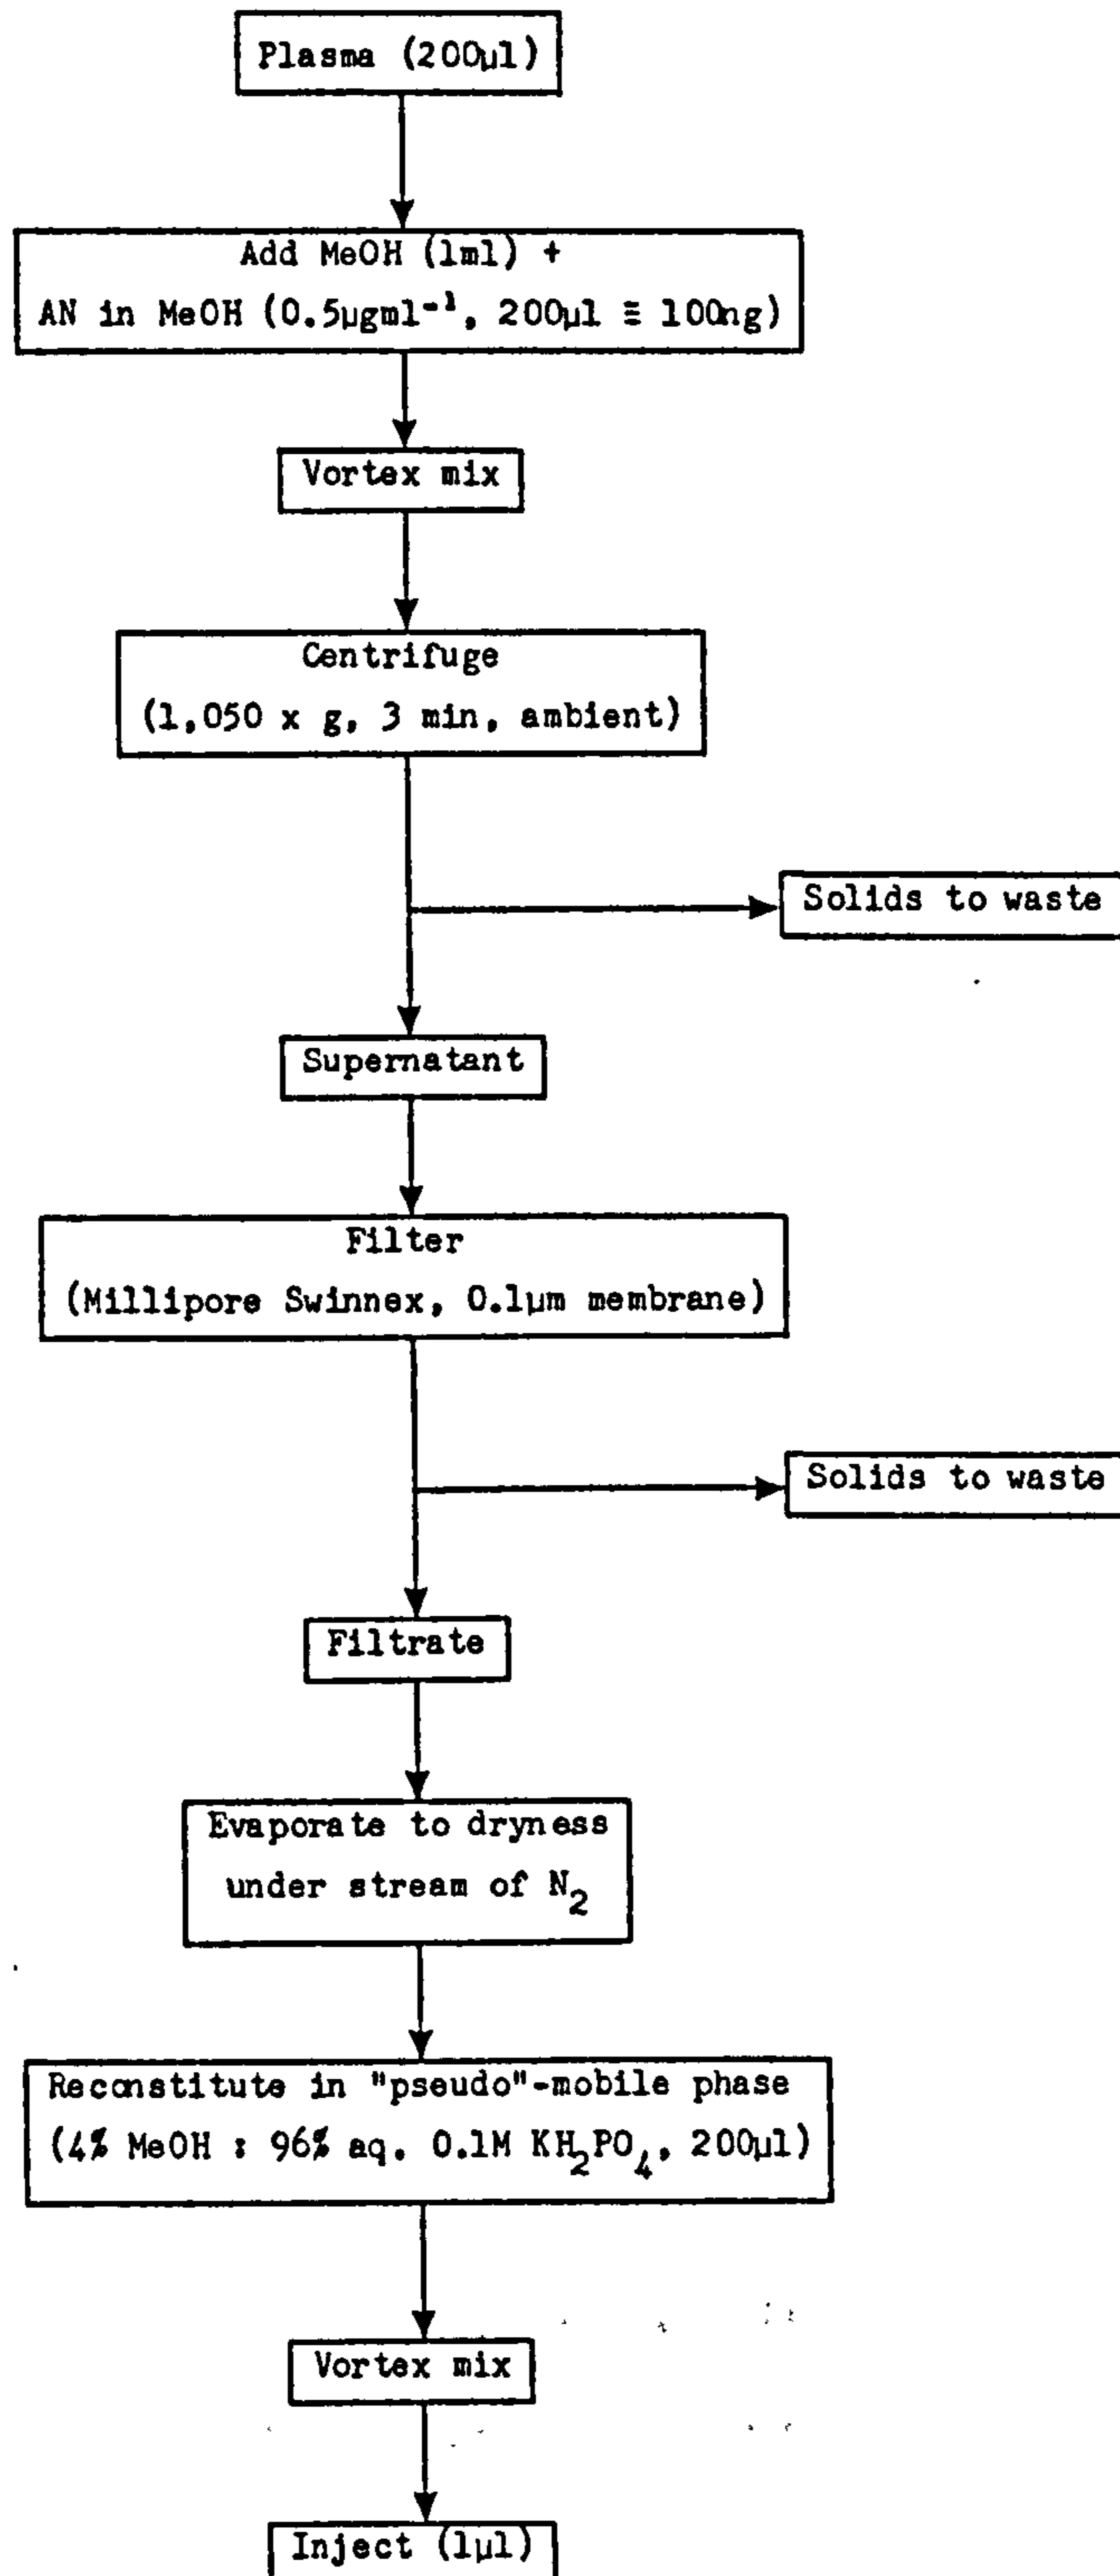 Plasma (200µl)
Add MeOH (1ml) +
AN in MeOH (0.5µgml⁻¹, 200µl ≡ 100ng)
Vortex mix
Centrifuge
(1,050 x g, 3 min, ambient)
Solids to waste
Supernatant
Filter
(Millipore Swinnex, 0.1µm membrane)
Solids to waste
Filtrate
Evaporate to dryness
under stream of N₂
Reconstitute in "pseudo"-mobile phase
(4% MeOH : 96% aq. 0.1M KH₂PO₄, 200µl)
Vortex mix
Inject (1µl)